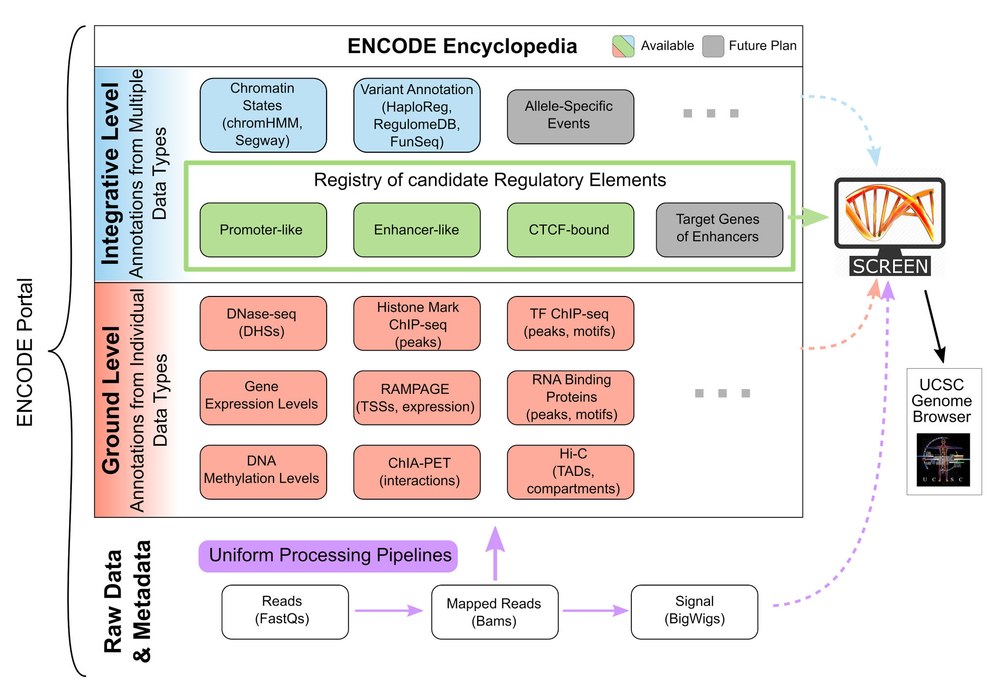 ENCODE Encyclopedia
Available
Future Plan
ENCODE Portal
Integrative Level
Annotations from Multiple
Data Types
Chromatin
States
(chromHMM,
Segway)
Variant Annotation
(HaploReg,
RegulomeDB,
FunSeq)
Allele-Specific
Events
Registry of candidate Regulatory Elements
Promoter-like
Enhancer-like
CTCF-bound
Target Genes
of Enhancers
SCREEN
Ground Level
Annotations from Individual
Data Types
DNase-seq
(DHSs)
Histone Mark
ChIP-seq
(peaks)
TF ChIP-seq
(peaks, motifs)
Gene
Expression Levels
RAMPAGE
(TSSs, expression)
RNA Binding
Proteins
(peaks, motifs)
DNA
Methylation Levels
ChIA-PET
(interactions)
Hi-C
(TADs,
compartments)
UCSC
Genome
Browser
U C S C
Raw Data
& Metadata
Uniform Processing Pipelines
Reads
(FastQs)
Mapped Reads
(Bams)
Signal
(BigWigs)